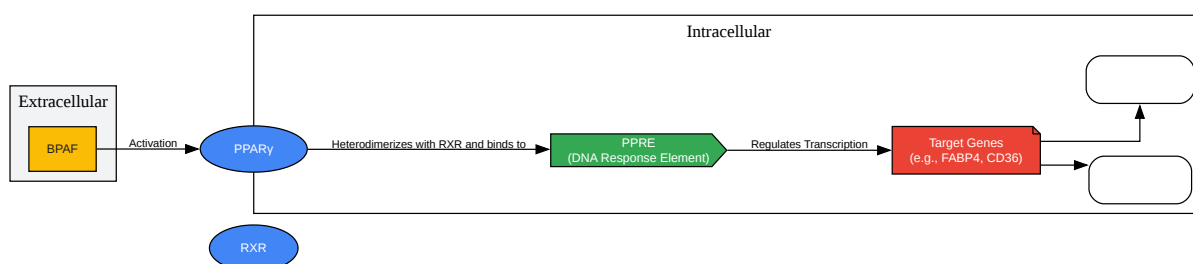 Intracellular
Extracellular
BPAF
Activation
PPARγ
Heterodimerizes with RXR and binds to
PPRE
(DNA Response Element)
Regulates Transcription
Target Genes
(e.g., FABP4, CD36)
RXR